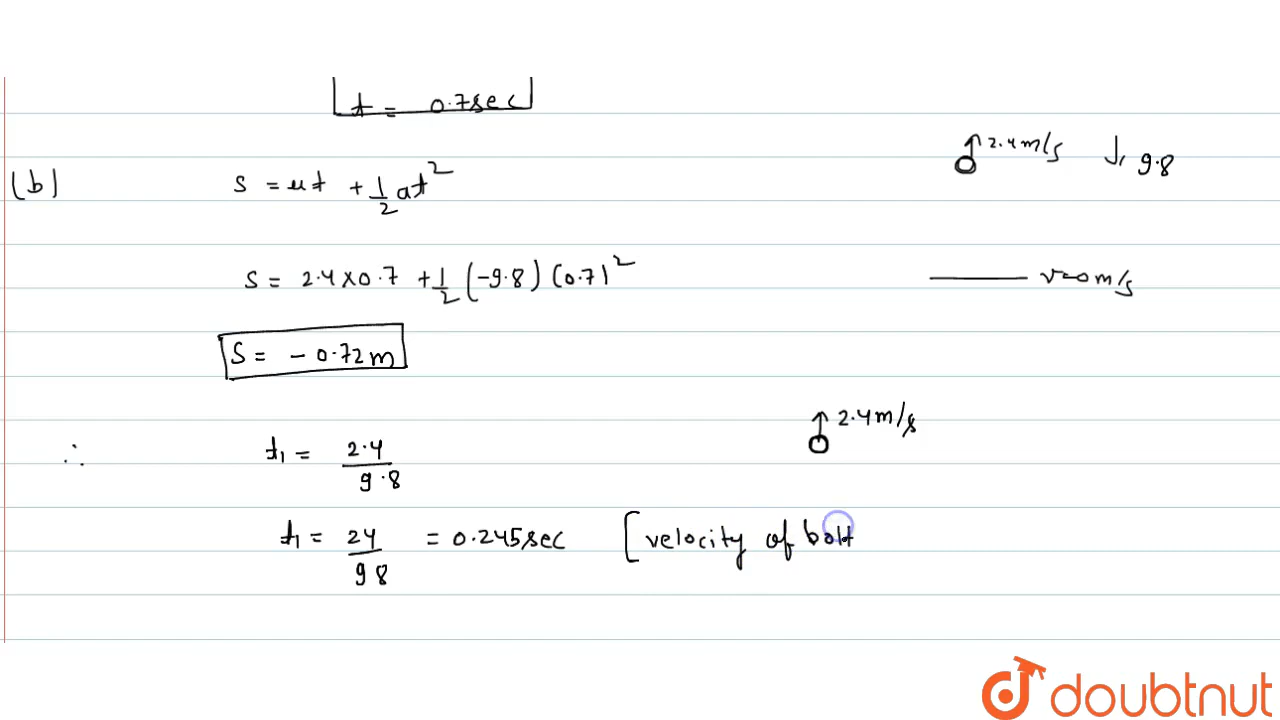 t = 0.7sec
2.4m/s ↓ 9.8
(b) s = ut + 1/2 at²
s = 2.4×0.7 + 1/2 (-9.8) (0.7)²
v=0m/s
S = - 0.72m
2.4m/s
∴ t₁ = 2.4/9.8
t₁ = 24/98 = 0.245sec [velocity of bolt
doubtnut